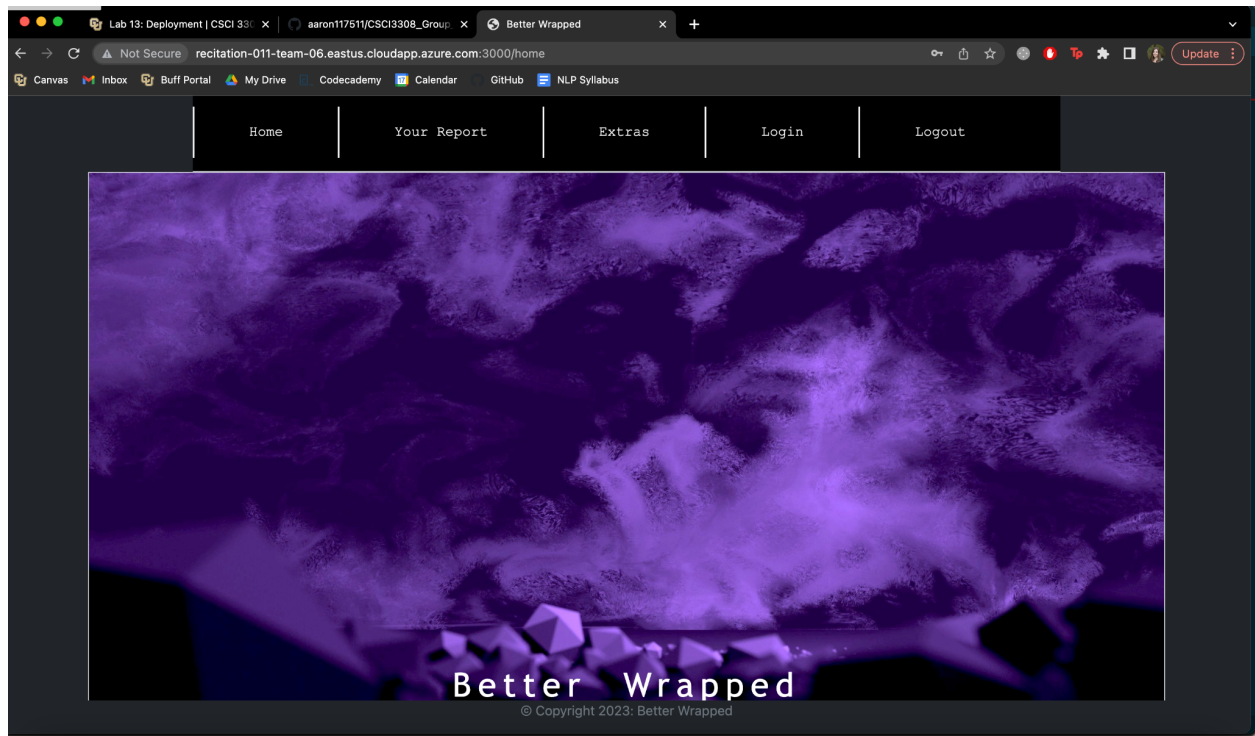 Lab 13: Deployment | CSCI 330
aaron117511/CSCI3308_Group_
Better Wrapped
Not Secure recitation-011-team-06.eastus.cloudapp.azure.com:3000/home
Update
Canvas Inbox Buff Portal My Drive Codecademy 17 Calendar GitHub NLP Syllabus
Home Your Report Extras Login Logout
Better Wrapped
© Copyright 2023: Better Wrapped